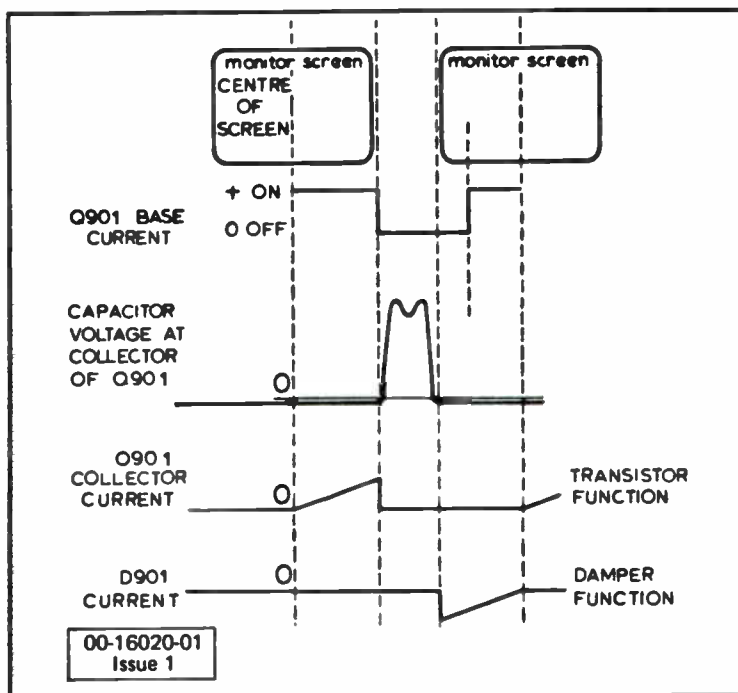 monitor screen
CENTRE
OF
SCREEN
monitor screen
Q901 BASE
CURRENT
+ ON
0 OFF
CAPACITOR
VOLTAGE AT
COLLECTOR
OF Q901
0
Q901
COLLECTOR
CURRENT
0
TRANSISTOR
FUNCTION
D901
CURRENT
0
DAMPER
FUNCTION
00-16020-01
Issue 1